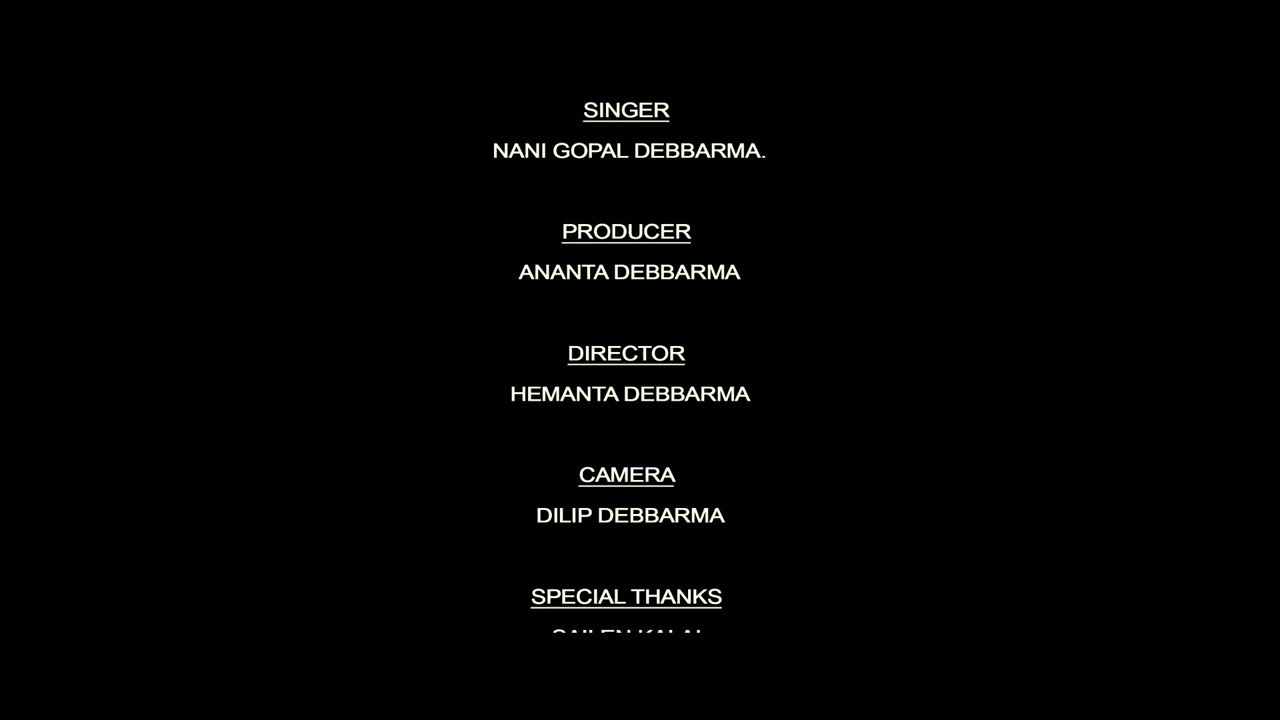 SINGER
NANI GOPAL DEBBARMA.
PRODUCER
ANANTA DEBBARMA
DIRECTOR
HEMANTA DEBBARMA
CAMERA
DILIP DEBBARMA
SPECIAL THANKS